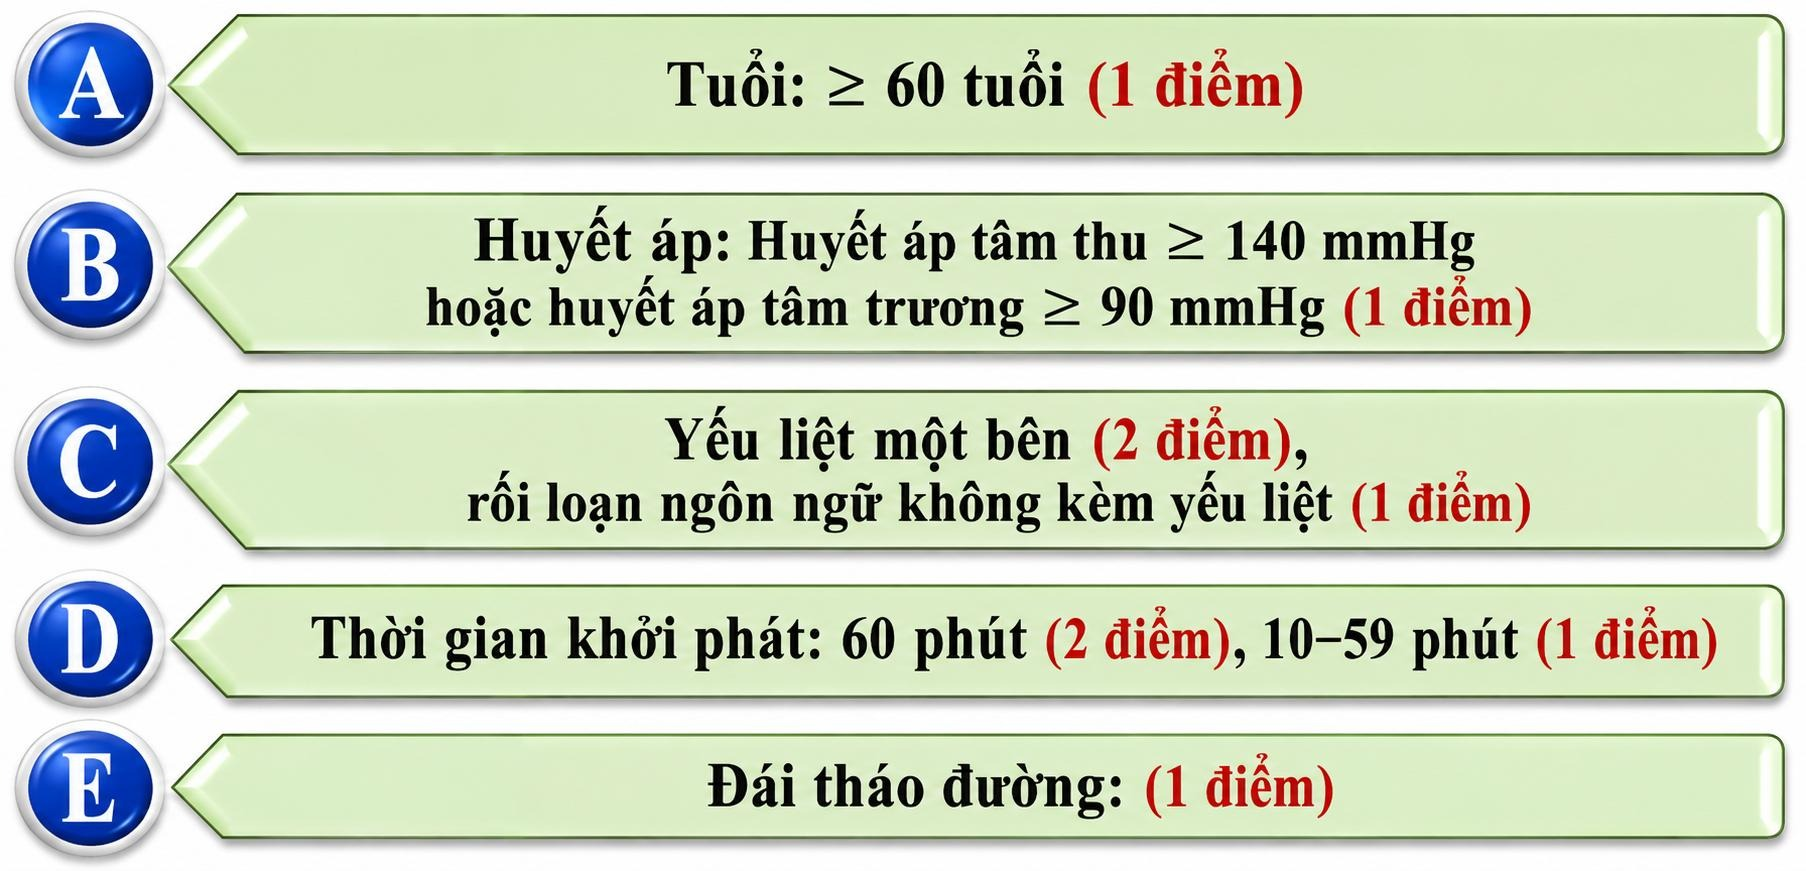 A
Tuổi: ≥ 60 tuổi (1 điểm)
B
Huyết áp: Huyết áp tâm thu ≥ 140 mmHg
hoặc huyết áp tâm trương ≥ 90 mmHg (1 điểm)
C
Yếu liệt một bên (2 điểm),
rối loạn ngôn ngữ không kèm yếu liệt (1 điểm)
D
Thời gian khởi phát: 60 phút (2 điểm), 10–59 phút (1 điểm)
E
Đái tháo đường: (1 điểm)